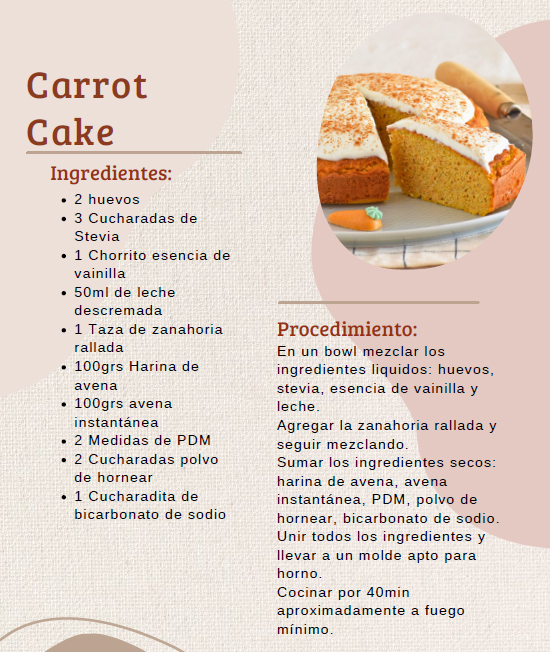 Carrot
Cake
Ingredientes:
• 2 huevos
• 3 Cucharadas de
Stevia
• 1 Chorrito esencia de
vainilla
• 50ml de leche
descremada
• 1 Taza de zanahoria
rallada
• 100grs Harina de
avena
• 100grs avena
instantánea
• 2 Medidas de PDM
• 2 Cucharadas polvo
de hornear
• 1 Cucharadita de
bicarbonato de sodio
Procedimiento:
En un bowl mezclar los
ingredientes liquidos: huevos,
stevia, esencia de vainilla y
leche.
Agregar la zanahoria rallada y
seguir mezclando.
Sumar los ingredientes secos:
harina de avena, avena
instantánea, PDM, polvo de
hornear, bicarbonato de sodio.
Unir todos los ingredientes y
llevar a un molde apto para
horno.
Cocinar por 40min
aproximadamente a fuego
mínimo.